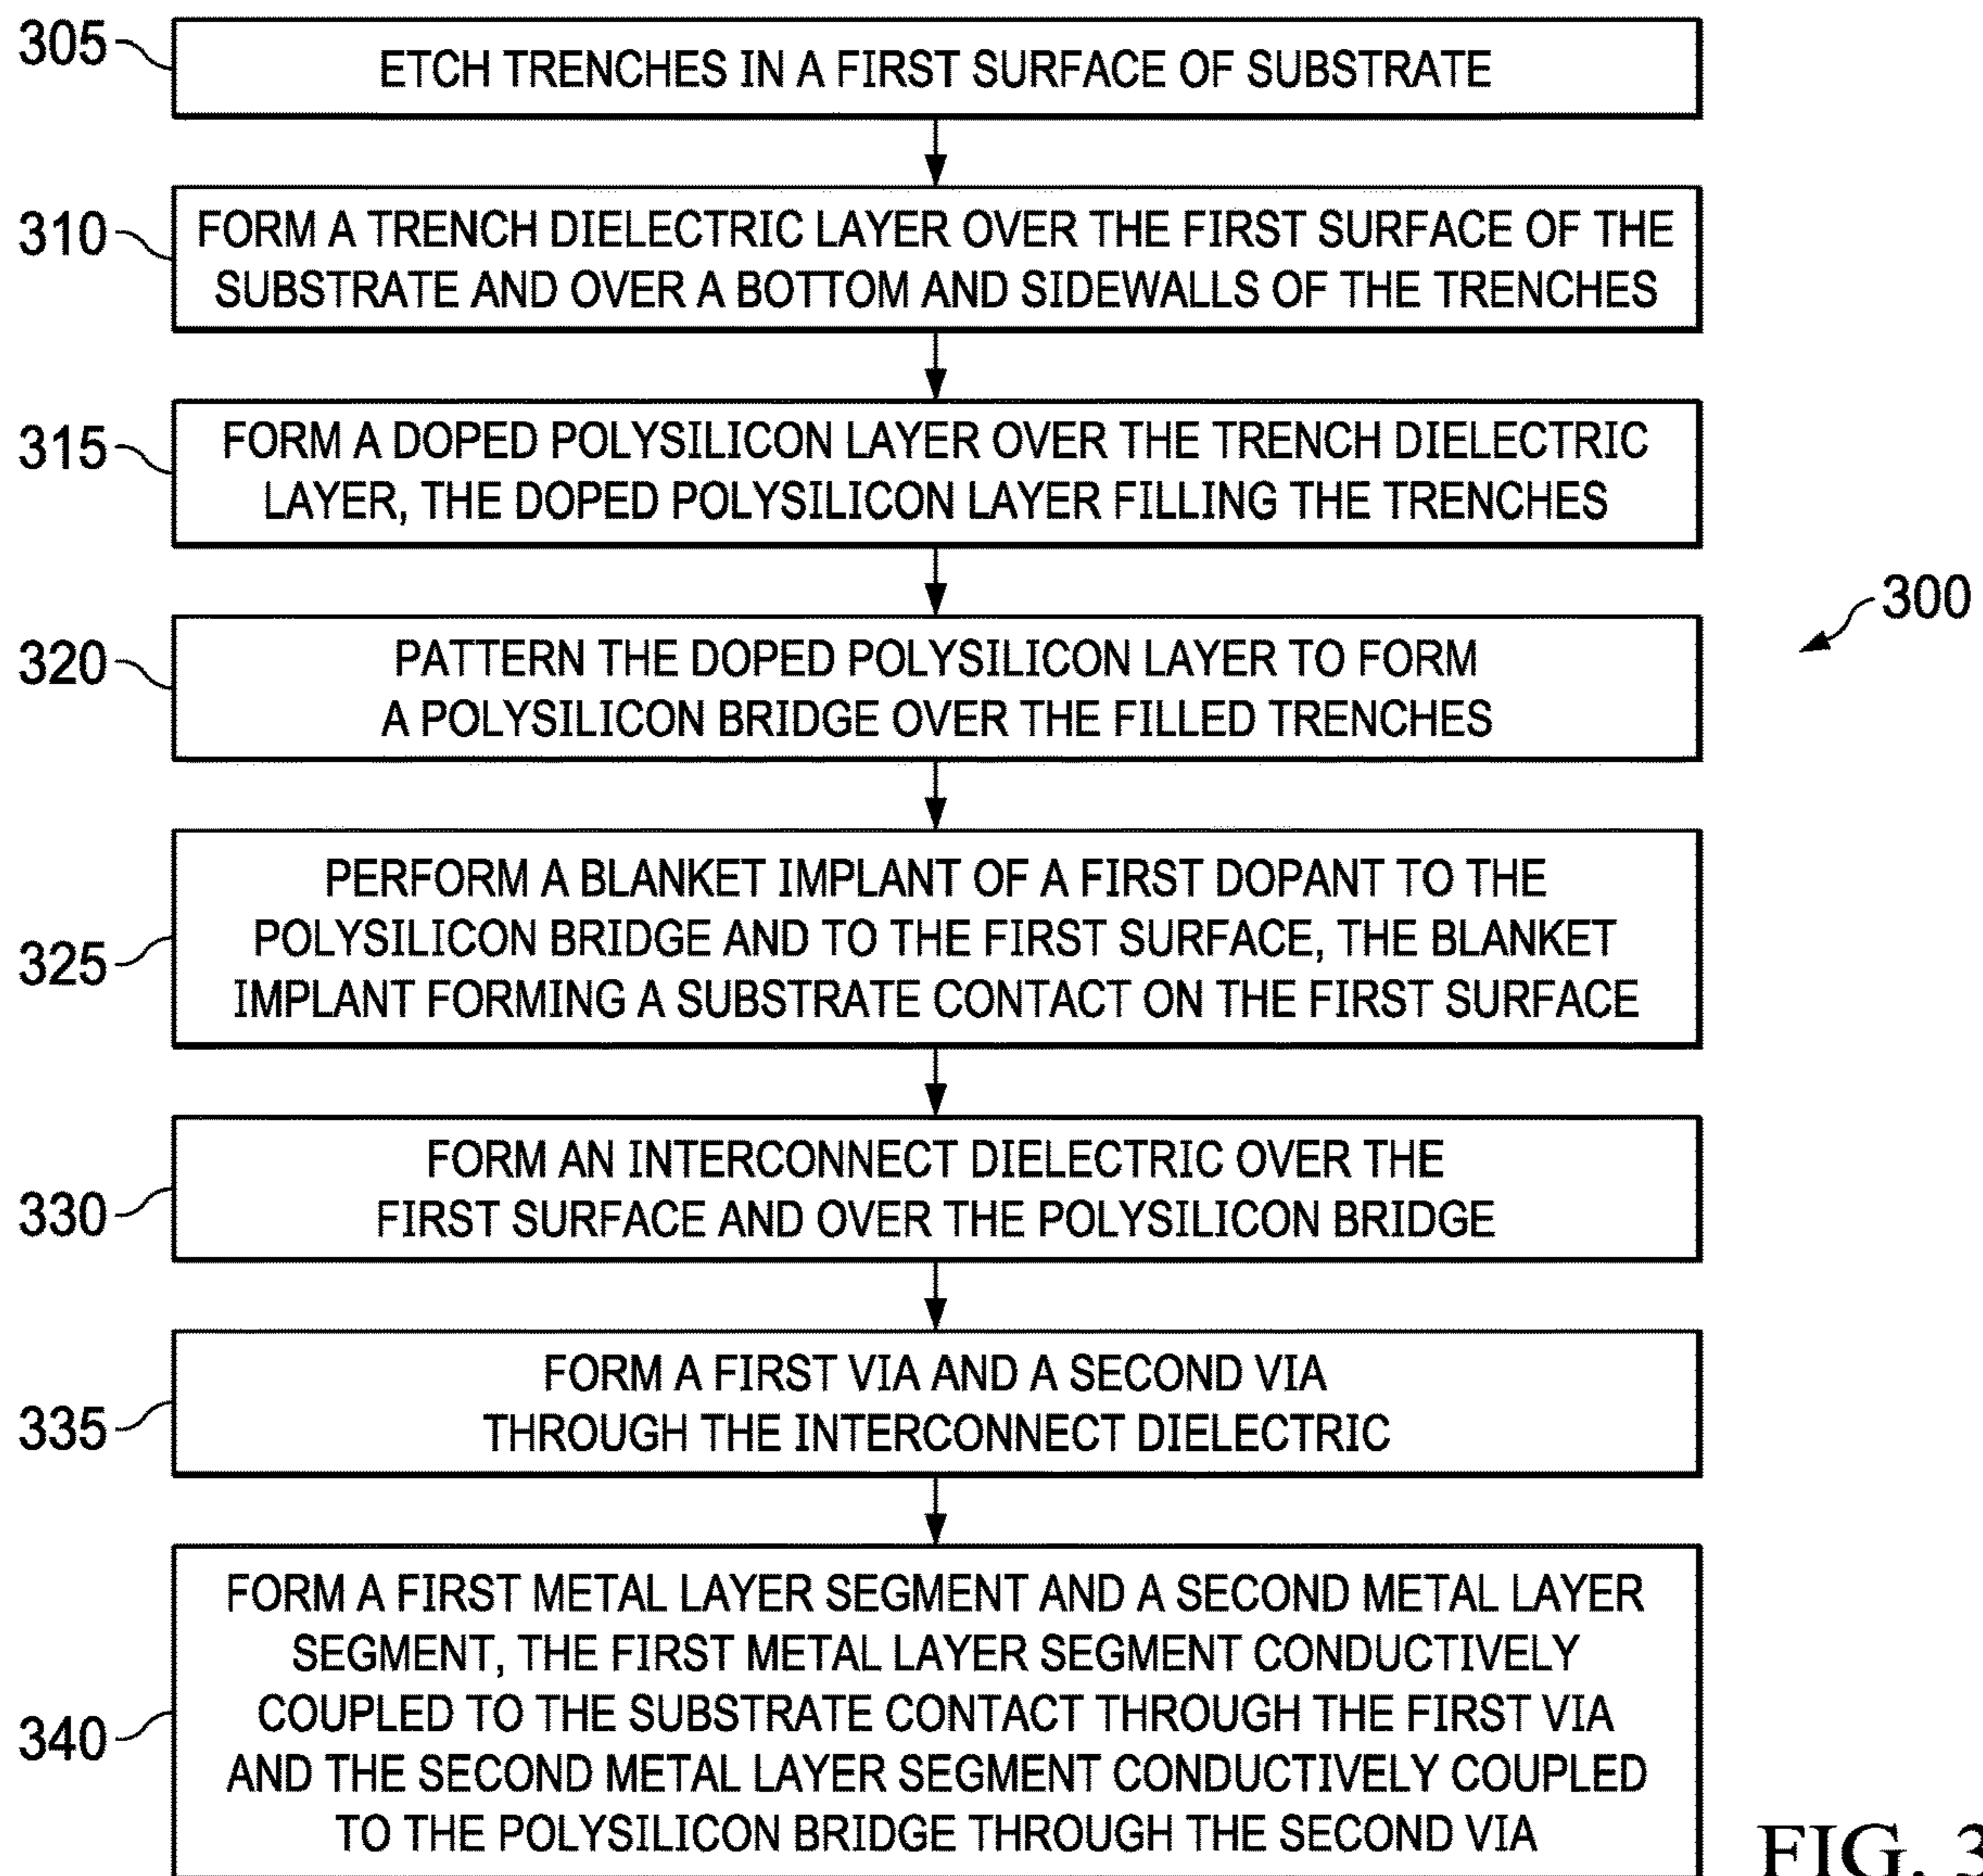 305
ETCH TRENCHES IN A FIRST SURFACE OF SUBSTRATE
310
FORM A TRENCH DIELECTRIC LAYER OVER THE FIRST SURFACE OF THE
SUBSTRATE AND OVER A BOTTOM AND SIDEWALLS OF THE TRENCHES
315
FORM A DOPED POLYSILICON LAYER OVER THE TRENCH DIELECTRIC
LAYER, THE DOPED POLYSILICON LAYER FILLING THE TRENCHES
300
320
PATTERN THE DOPED POLYSILICON LAYER TO FORM
A POLYSILICON BRIDGE OVER THE FILLED TRENCHES
325
PERFORM A BLANKET IMPLANT OF A FIRST DOPANT TO THE
POLYSILICON BRIDGE AND TO THE FIRST SURFACE, THE BLANKET
IMPLANT FORMING A SUBSTRATE CONTACT ON THE FIRST SURFACE
330
FORM AN INTERCONNECT DIELECTRIC OVER THE
FIRST SURFACE AND OVER THE POLYSILICON BRIDGE
335
FORM A FIRST VIA AND A SECOND VIA
THROUGH THE INTERCONNECT DIELECTRIC
340
FORM A FIRST METAL LAYER SEGMENT AND A SECOND METAL LAYER
SEGMENT, THE FIRST METAL LAYER SEGMENT CONDUCTIVELY
COUPLED TO THE SUBSTRATE CONTACT THROUGH THE FIRST VIA
AND THE SECOND METAL LAYER SEGMENT CONDUCTIVELY COUPLED
TO THE POLYSILICON BRIDGE THROUGH THE SECOND VIA
FIG. 3